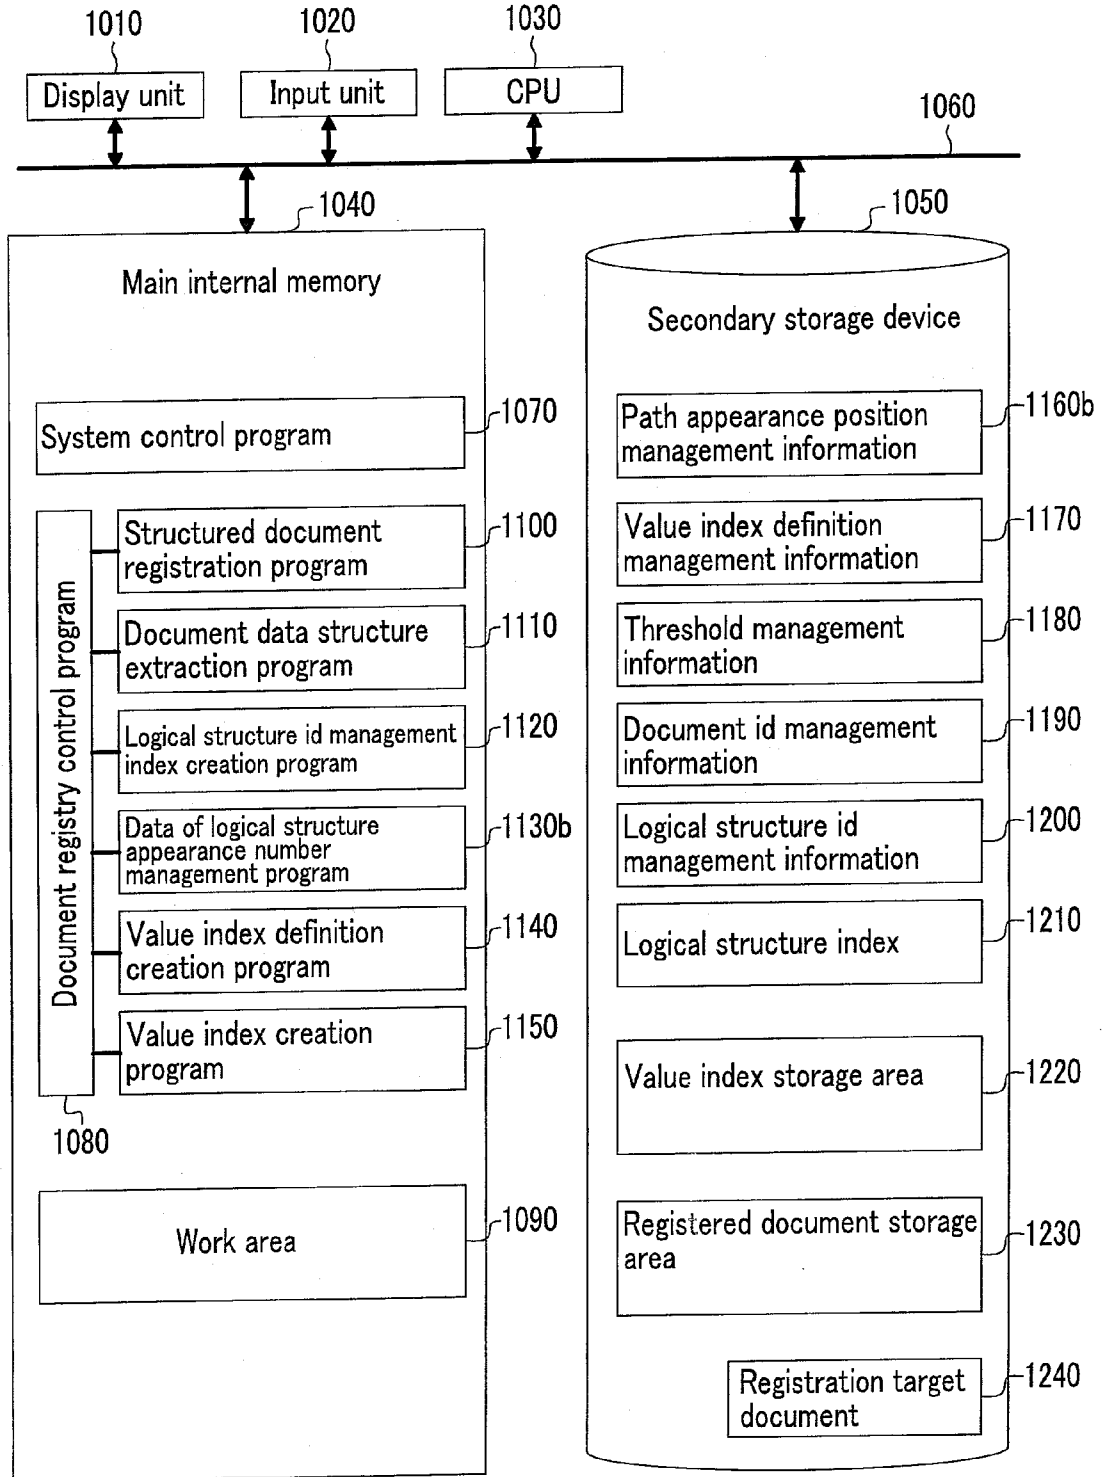 1010
1020
1030
Display unit
Input unit
CPU
1060
1040
1050
Main internal memory
Secondary storage device
System control program
1070
Document registry control program
1080
Structured document
registration program
1100
Document data structure
extraction program
1110
Logical structure id management
index creation program
1120
Data of logical structure
appearance number
management program
1130b
Value index definition
creation program
1140
Value index creation
program
1150
Work area
1090
Path appearance position
management information
1160b
Value index definition
management information
1170
Threshold management
information
1180
Document id management
information
1190
Logical structure id
management information
1200
Logical structure index
1210
Value index storage area
1220
Registered document storage
area
1230
Registration target
document
1240